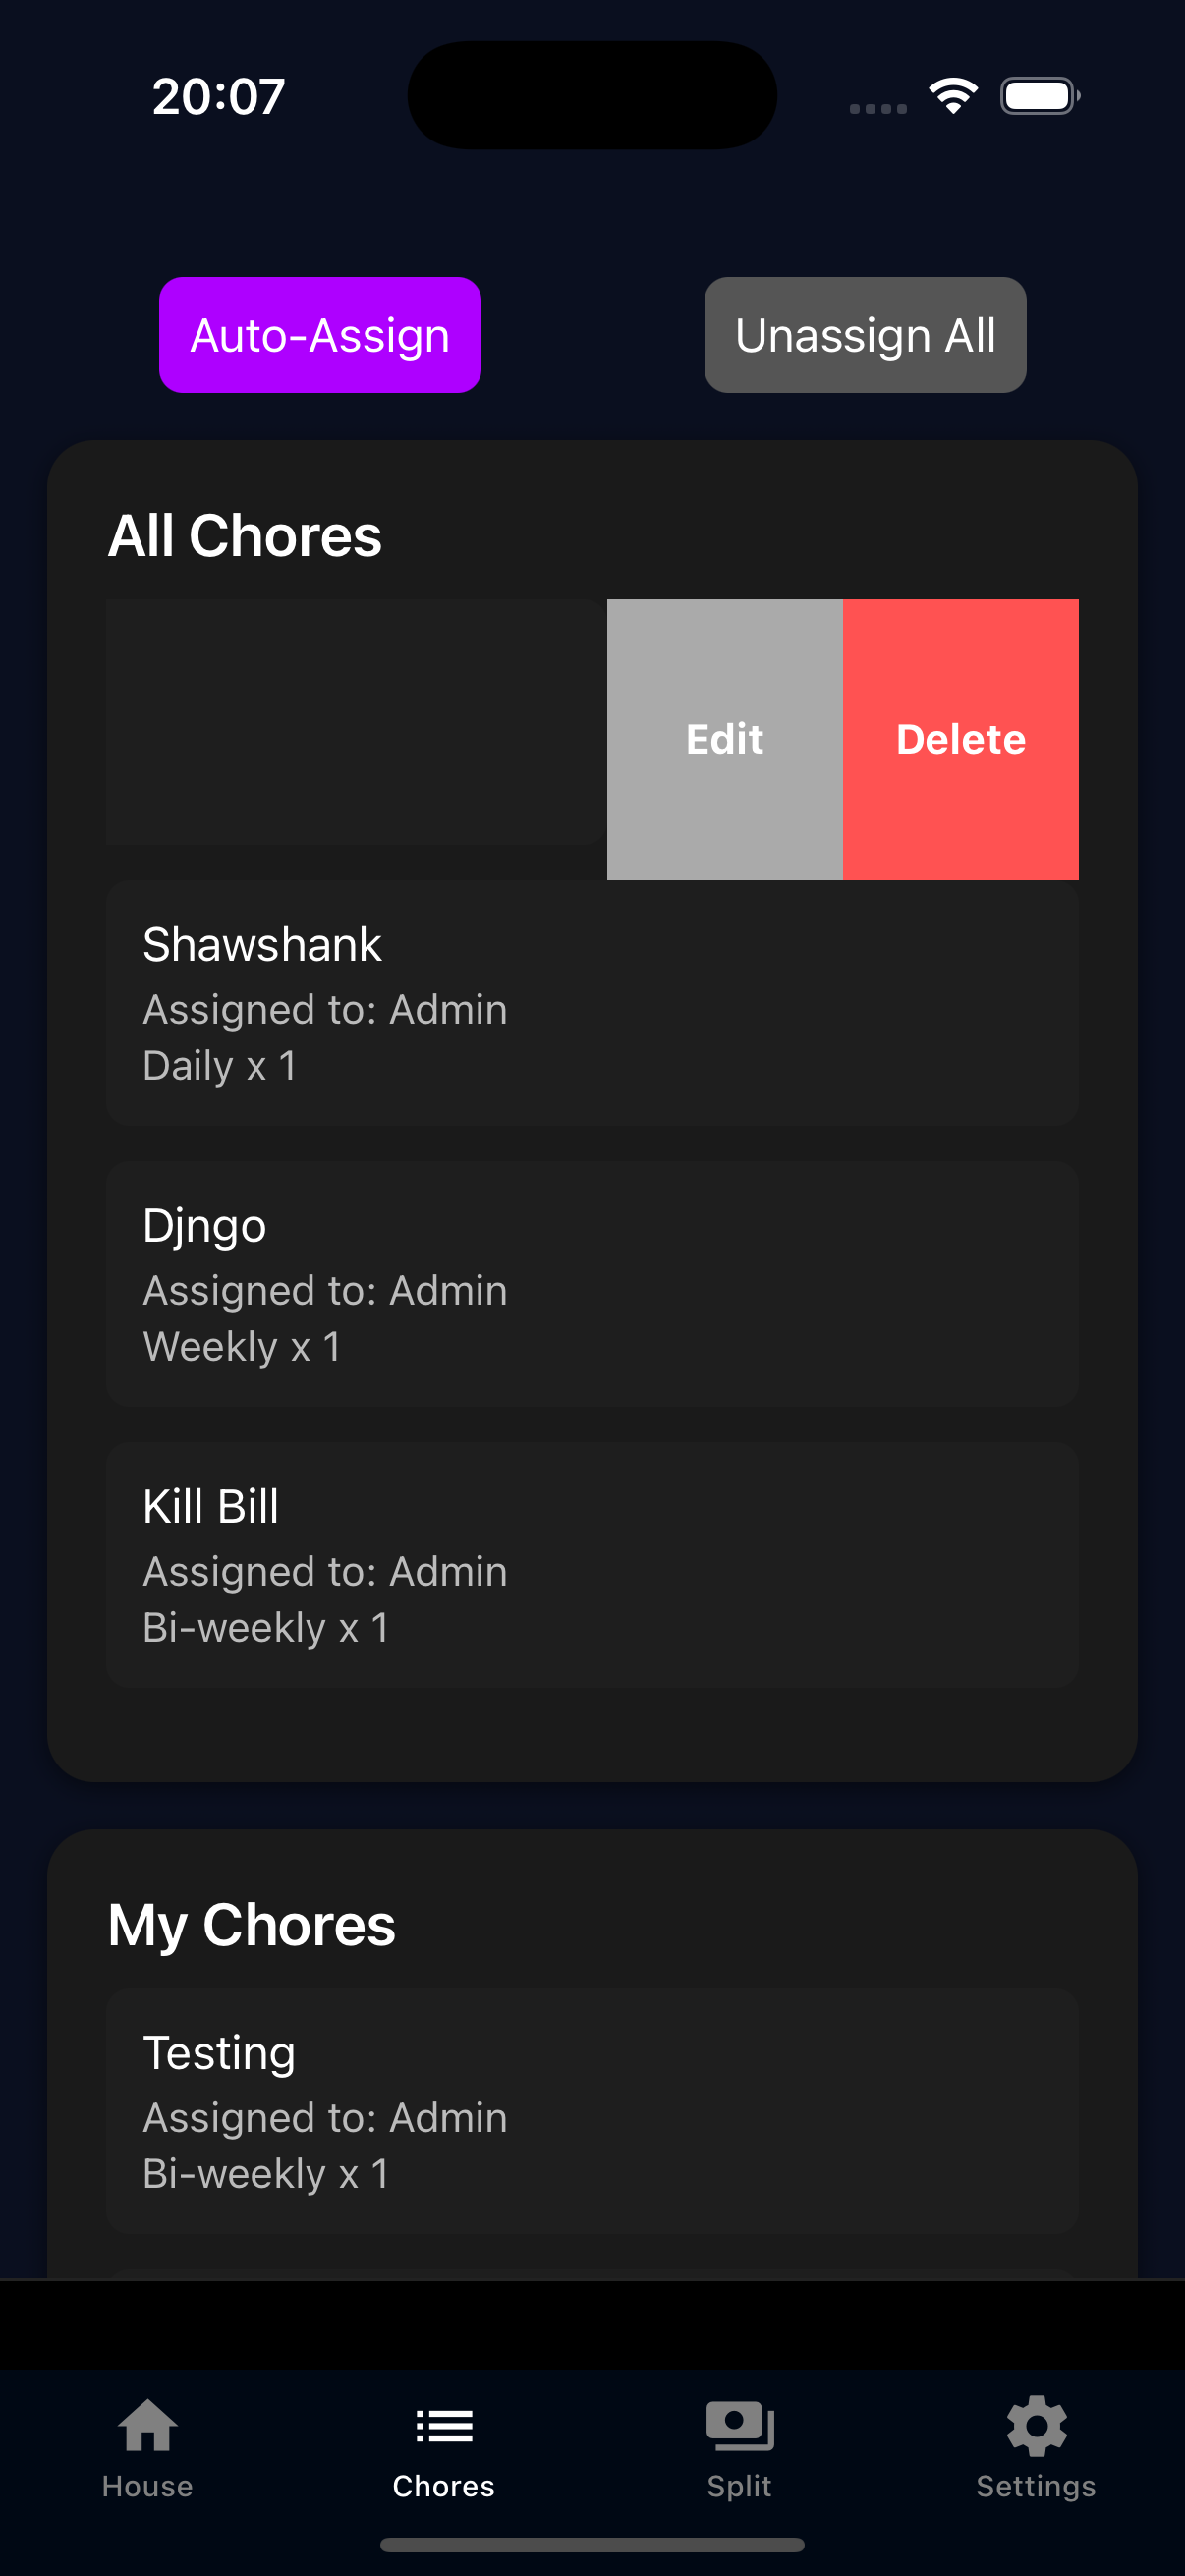 20:07
Auto-Assign
Unassign All
All Chores
Edit
Delete
Shawshank
Assigned to: Admin
Daily x 1
Djngo
Assigned to: Admin
Weekly x 1
Kill Bill
Assigned to: Admin
Bi-weekly x 1
My Chores
Testing
Assigned to: Admin
Bi-weekly x 1
House
Chores
Split
Settings